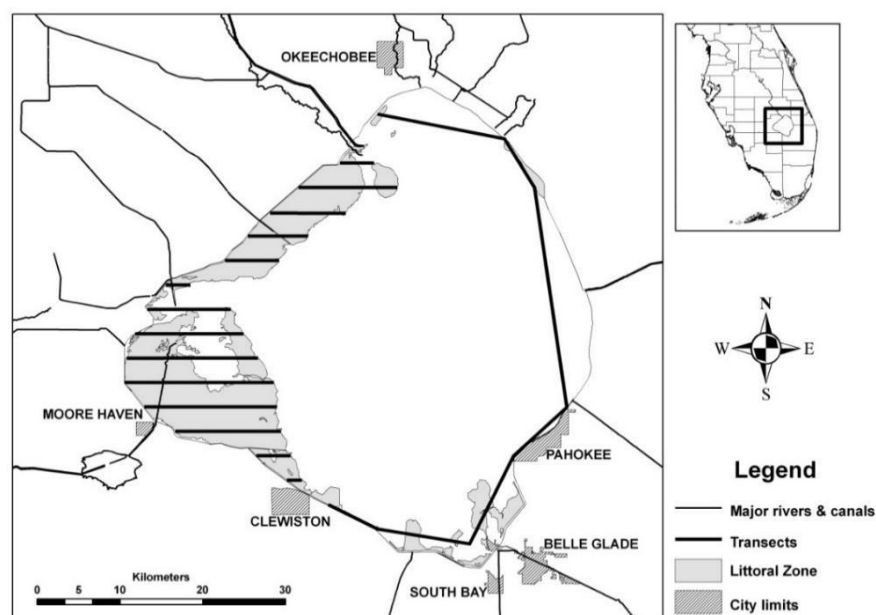 OKEECHOBEE
MOORE HAVEN
CLEWISTON
PAHOKEE
BELLE GLADE
SOUTH BAY
Kilometers
0 5 10 20 30
N
W E
S
Legend
Major rivers & canals
Transects
Littoral Zone
City limits